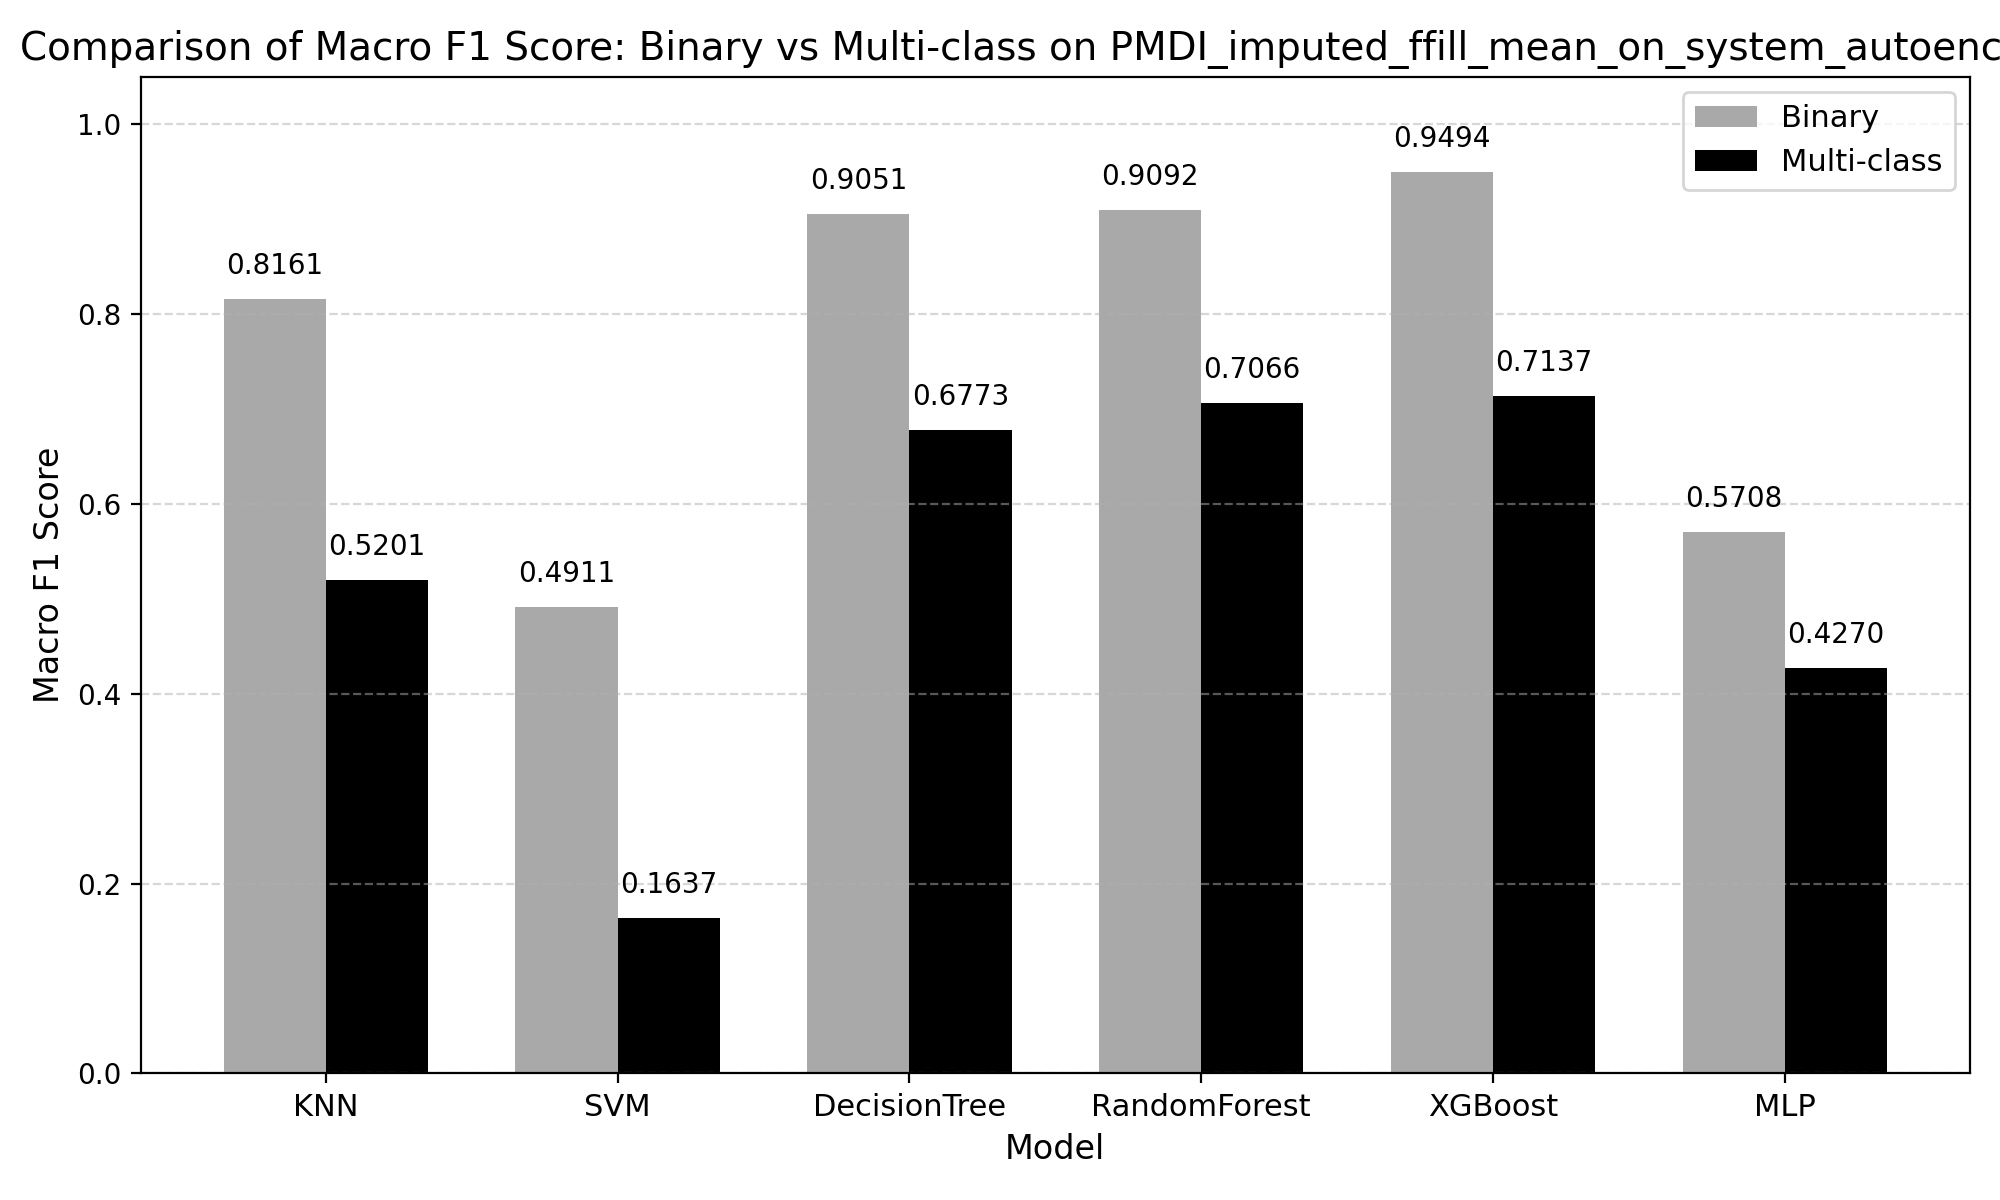 Comparison of Macro F1 Score: Binary vs Multi-class on PMDI_imputed_ffill_mean_on_system_autoenc
Binary
Multi-class
1.0
0.8
0.6
0.4
0.2
0.0
Macro F1 Score
0.8161
0.5201
0.4911
0.1637
0.9051
0.6773
0.9092
0.7066
0.9494
0.7137
0.5708
0.4270
KNN
SVM
DecisionTree
RandomForest
XGBoost
MLP
Model